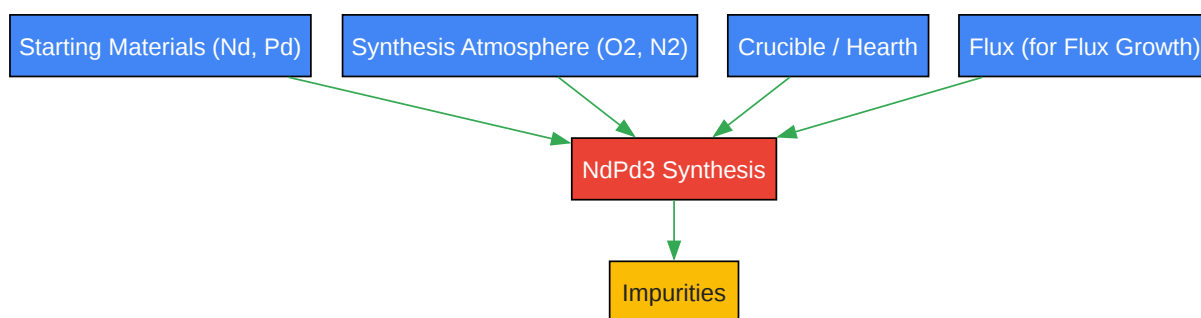 Starting Materials (Nd, Pd)
Synthesis Atmosphere (O2, N2)
Crucible / Hearth
Flux (for Flux Growth)
NdPd3 Synthesis
Impurities